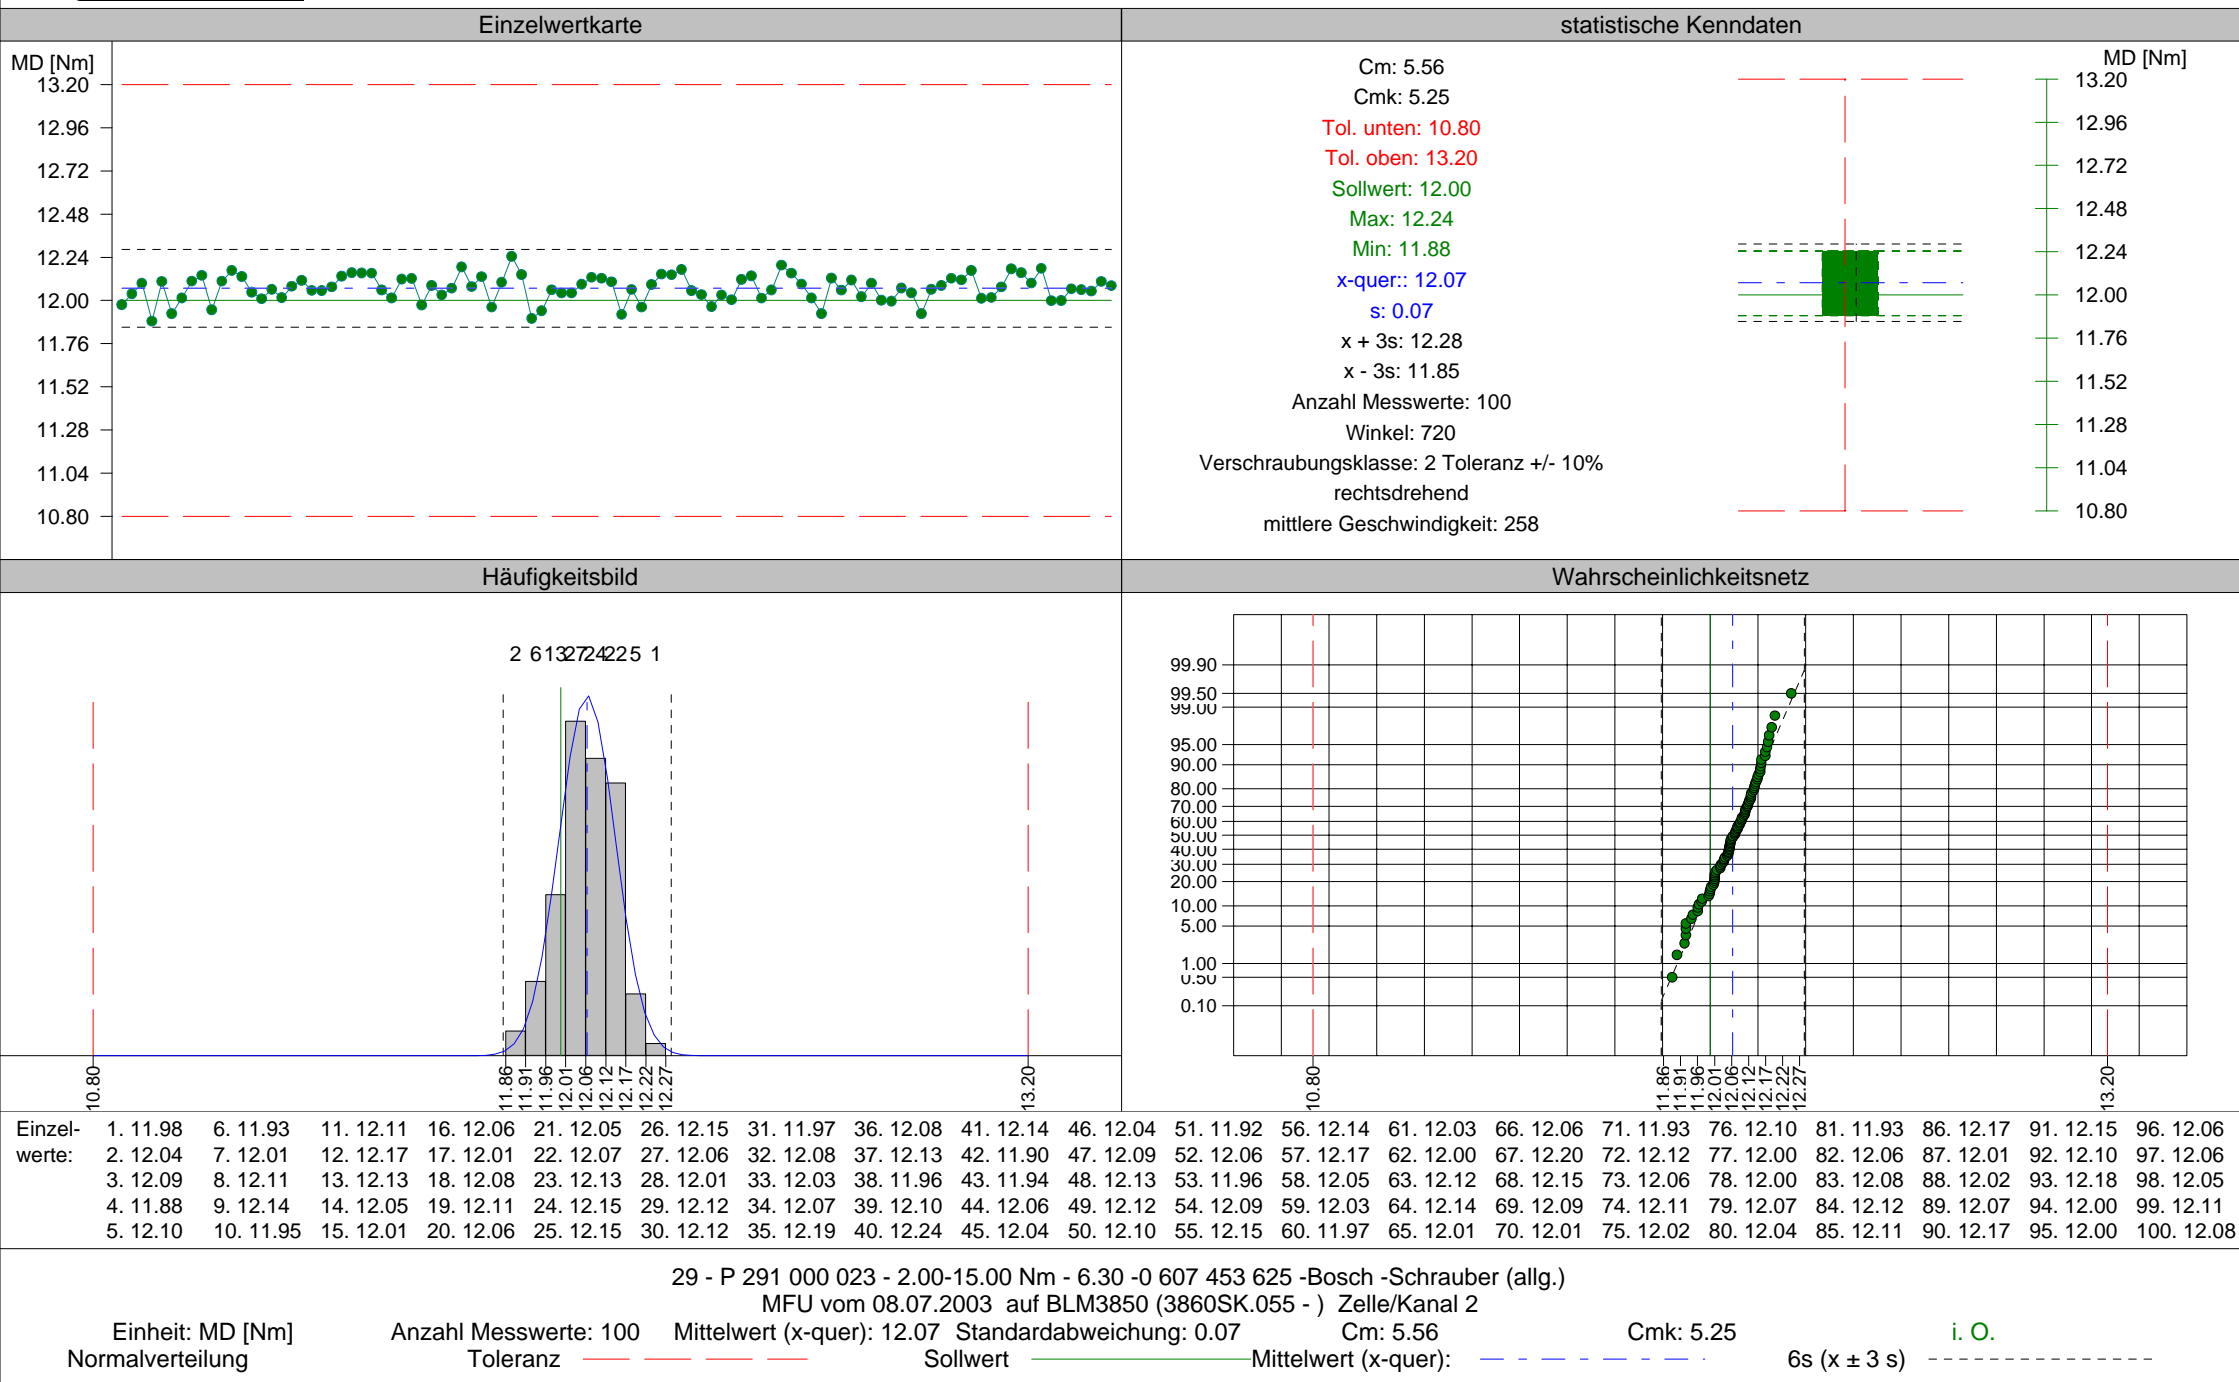 Einzelwertkarte
MD [Nm]
13.20
12.96
12.72
12.48
12.24
12.00
11.76
11.52
11.28
11.04
10.80
statistische Kenndaten
Cm: 5.56
Cmk: 5.25
Tol. unten: 10.80
Tol. oben: 13.20
Sollwert: 12.00
Max: 12.24
Min: 11.88
x-quer:: 12.07
s: 0.07
x + 3s: 12.28
x - 3s: 11.85
Anzahl Messwerte: 100
Winkel: 720
Verschraubungsklasse: 2 Toleranz +/- 10%
rechtsdrehend
mittlere Geschwindigkeit: 258
MD [Nm]
13.20
12.96
12.72
12.48
12.24
12.00
11.76
11.52
11.28
11.04
10.80
Häufigkeitsbild
2 6 13 27 24 22 5 1
10.80 11.86 11.91 11.96 12.01 12.06 12.12 12.17 12.22 12.27 13.20
Wahrscheinlichkeitsnetz
99.90
99.50
99.00
95.00
90.00
80.00
70.00
60.00
50.00
40.00
30.00
20.00
10.00
5.00
1.00
0.50
0.10
10.80 11.86 11.91 11.96 12.01 12.06 12.12 12.17 12.22 12.27 13.20
Einzel- 1. 11.98 6. 11.93 11. 12.11 16. 12.06 21. 12.05 26. 12.15 31. 11.97 36. 12.08 41. 12.14 46. 12.04 51. 11.92 56. 12.14 61. 12.03 66. 12.06 71. 11.93 76. 12.10 81. 11.93 86. 12.17 91. 12.15 96. 12.06
werte: 2. 12.04 7. 12.01 12. 12.17 17. 12.01 22. 12.07 27. 12.06 32. 12.08 37. 12.13 42. 11.90 47. 12.09 52. 12.06 57. 12.17 62. 12.00 67. 12.20 72. 12.12 77. 12.00 82. 12.06 87. 12.01 92. 12.10 97. 12.06
3. 12.09 8. 12.11 13. 12.13 18. 12.08 23. 12.13 28. 12.01 33. 12.03 38. 11.96 43. 11.94 48. 12.13 53. 11.96 58. 12.05 63. 12.12 68. 12.15 73. 12.06 78. 12.00 83. 12.08 88. 12.02 93. 12.18 98. 12.05
4. 11.88 9. 12.14 14. 12.05 19. 12.11 24. 12.15 29. 12.12 34. 12.07 39. 12.10 44. 12.06 49. 12.12 54. 12.09 59. 12.03 64. 12.14 69. 12.09 74. 12.11 79. 12.07 84. 12.12 89. 12.07 94. 12.00 99. 12.11
5. 12.10 10. 11.95 15. 12.01 20. 12.06 25. 12.15 30. 12.12 35. 12.19 40. 12.24 45. 12.04 50. 12.10 55. 12.15 60. 11.97 65. 12.01 70. 12.01 75. 12.02 80. 12.04 85. 12.11 90. 12.17 95. 12.00 100. 12.08
29 - P 291 000 023 - 2.00-15.00 Nm - 6.30 -0 607 453 625 -Bosch -Schrauber (allg.)
MFU vom 08.07.2003 auf BLM3850 (3860SK.055 - ) Zelle/Kanal 2
Einheit: MD [Nm] Anzahl Messwerte: 100 Mittelwert (x-quer): 12.07 Standardabweichung: 0.07 Cm: 5.56 Cmk: 5.25 i. O.
Normalverteilung Toleranz Sollwert Mittelwert (x-quer): 6s (x ± 3 s)